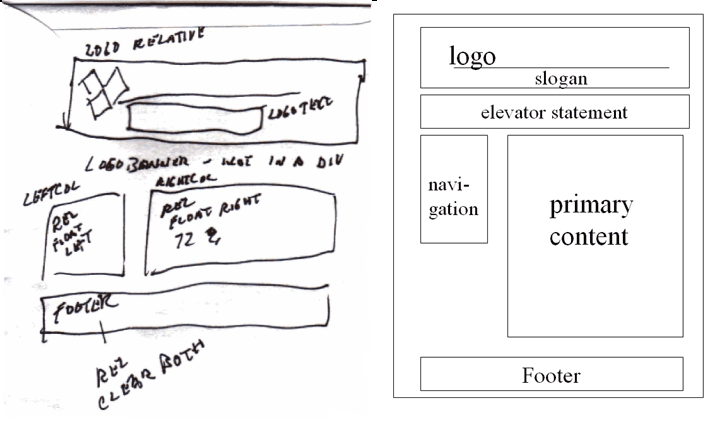 LOGO RELATIVE
LOGOTREE
LOGOBANNER - NOT IN A DIV
LEFTCOL
REL
FLOAT
LEFT
RIGHTCOL
REL
FLOAT RIGHT
72 %
FOOTER
REL
CLEAR BOTH
logo
slogan
elevator statement
navi-
gation
primary
content
Footer